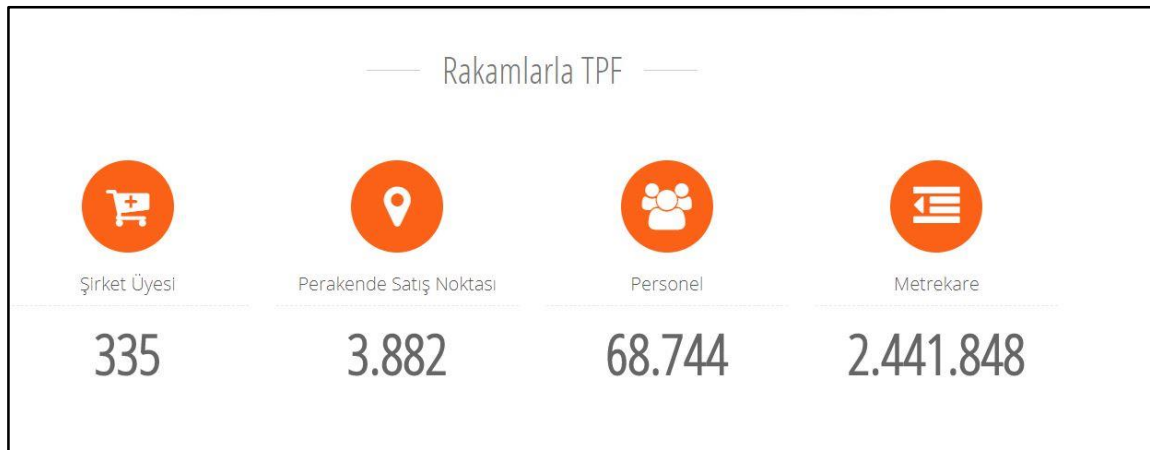 Rakamlarla TPF
Şirket Üyesi
Perakende Satış Noktası
Personel
Metrekare
335
3.882
68.744
2.441.848